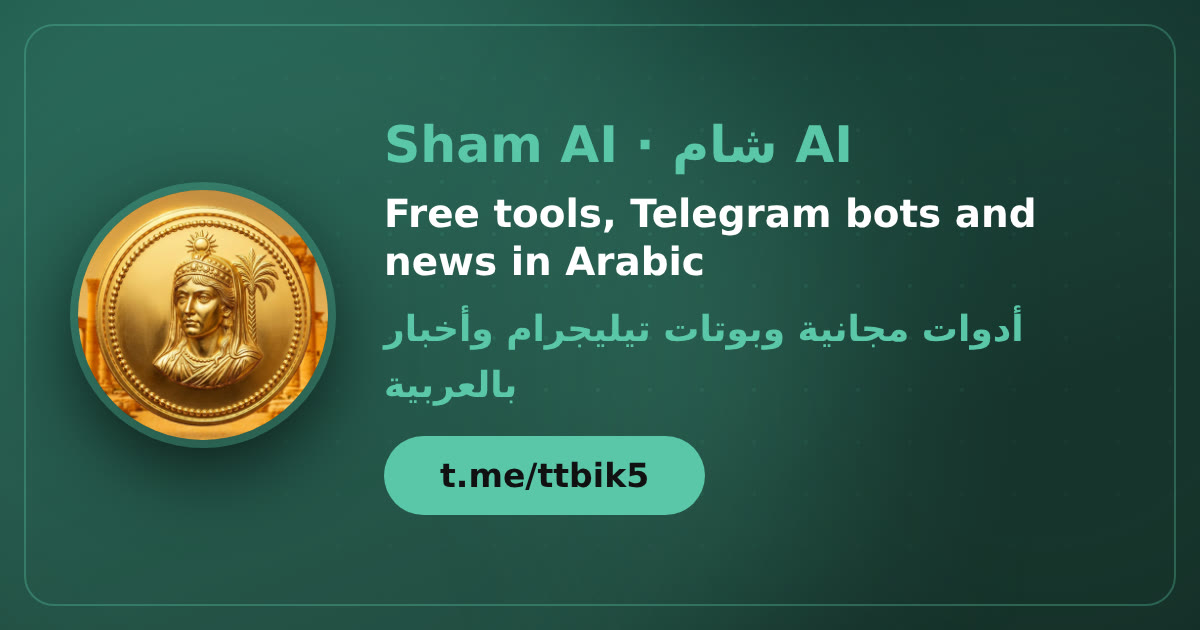 Sham AI · شام AI
Free tools, Telegram bots and
news in Arabic
أدوات مجانية وبوتات تيليجرام وأخبار
بالعربية
t.me/ttbik5